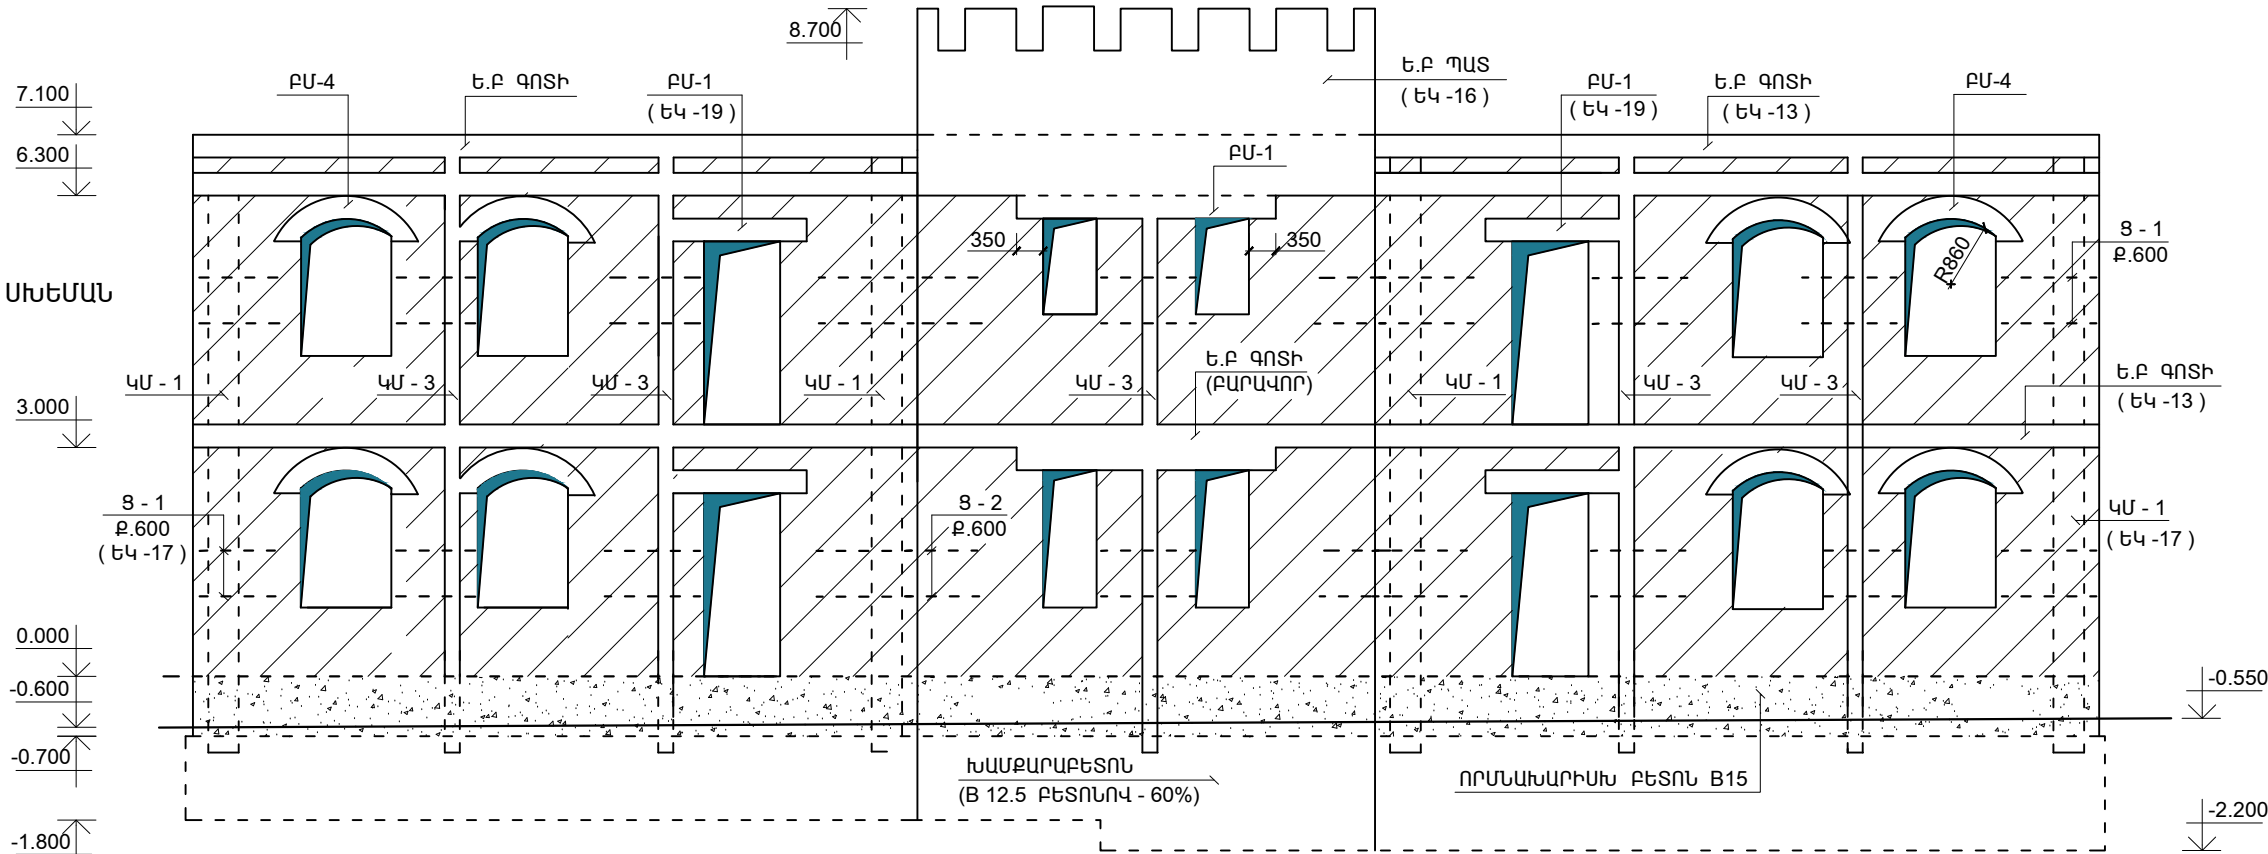 8.700
ԲՄ-4
Ե.Բ ԳՈՏԻ
ԲՄ-1
( ԵԿ -19 )
Ե.Բ ՊԱՏ
( ԵԿ -16 )
ԲՄ-1
( ԵԿ -19 )
Ե.Բ ԳՈՏԻ
( ԵԿ -13 )
ԲՄ-4
7.100
6.300
ԲՄ-1
350
350
R860
Ց - 1
Ք.600
ՍԽԵՄԱՆ
Ե.Բ ԳՈՏԻ
(ԲԱՐԱՎՈՐ)
ԿՄ - 1
ԿՄ - 3
ԿՄ - 3
ԿՄ - 1
ԿՄ - 3
ԿՄ - 1
ԿՄ - 3
ԿՄ - 3
Ե.Բ ԳՈՏԻ
( ԵԿ -13 )
3.000
Ց - 1
Ք.600
( ԵԿ -17 )
Ց - 2
Ք.600
ԿՄ - 1
( ԵԿ -17 )
0.000
-0.600
-0.550
-0.700
ԽԱՄՔԱՐԱԲԵՏՈՆ
(B 12.5 ԲԵՏՈՆՈՎ - 60%)
ՈՐՄՆԱԽԱՐԻՍԽ ԲԵՏՈՆ B15
-1.800
-2.200